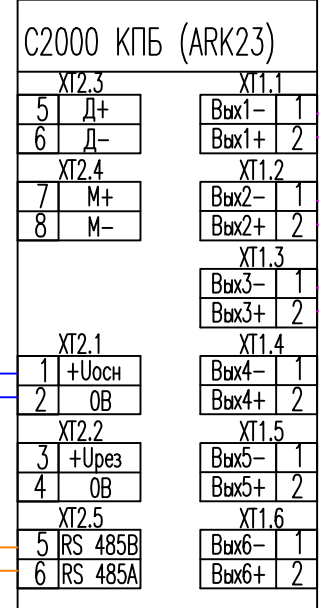 С2000 КПБ (ARK23)
XT2.3 XT1.1
5 Д+ Вых1- 1
6 Д- Вых1+ 2
XT2.4 XT1.2
7 М+ Вых2- 1
8 М- Вых2+ 2
XT1.3
Вых3- 1
Вых3+ 2
XT2.1 XT1.4
1 +Uосн Вых4- 1
2 0В Вых4+ 2
XT2.2 XT1.5
3 +Uрез Вых5- 1
4 0В Вых5+ 2
XT2.5 XT1.6
5 RS 485B Вых6- 1
6 RS 485A Вых6+ 2